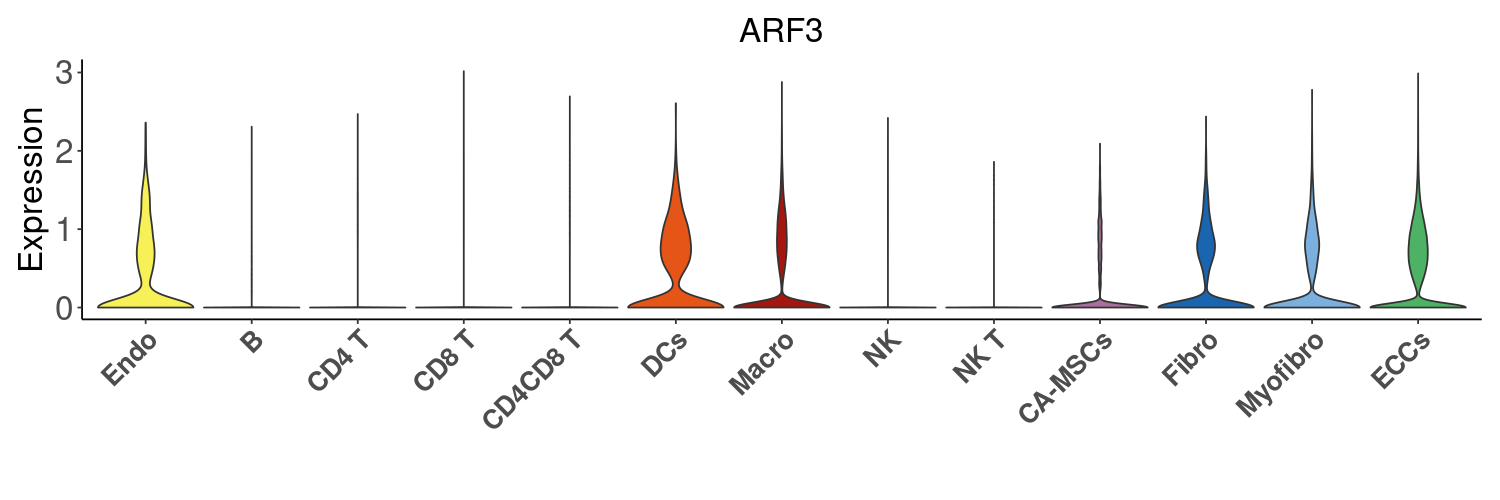 ARF3
Expression
3
2
1
0
Endo
B
CD4 T
CD8 T
CD4CD8 T
DCs
Macro
NK
NK T
CA-MSCs
Fibro
Myofibro
ECCs